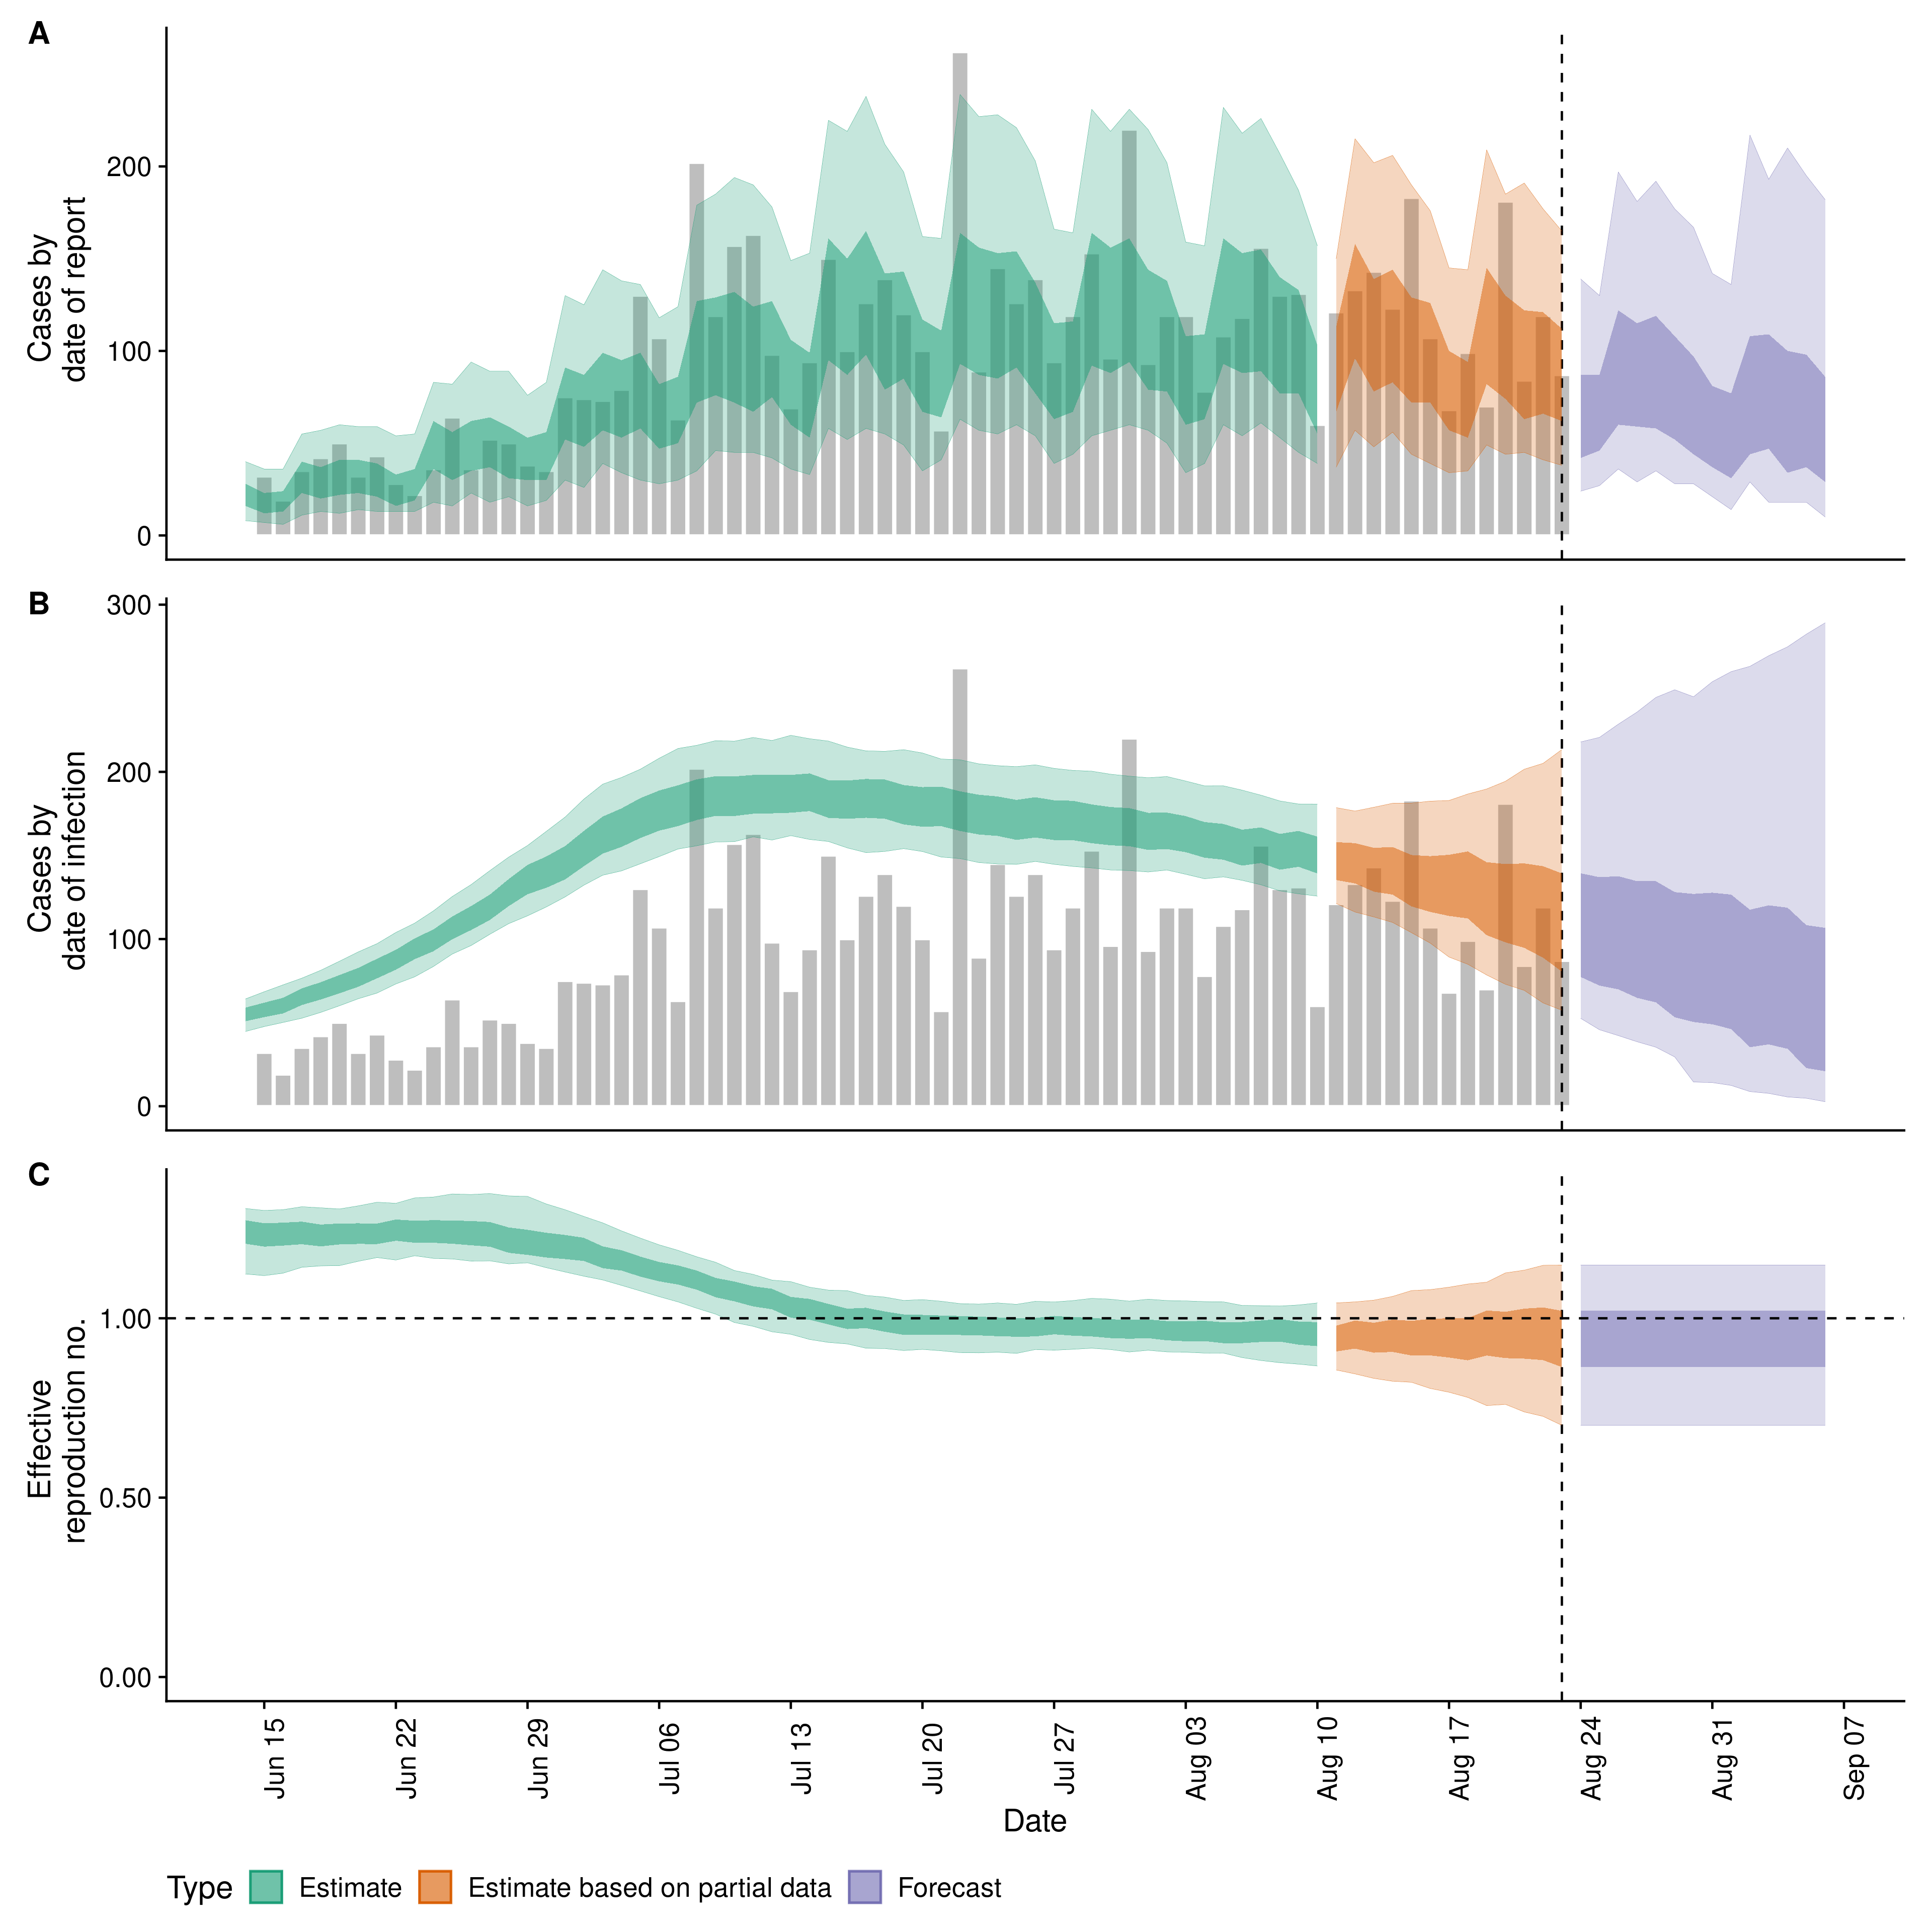 A
Cases by
date of report
200
100
0
B
Cases by
date of infection
300
200
100
0
C
Effective
reproduction no.
1.00
0.50
0.00
Jun 15
Jun 22
Jun 29
Jul 06
Jul 13
Jul 20
Jul 27
Aug 03
Aug 10
Aug 17
Aug 24
Aug 31
Sep 07
Date
Type Estimate Estimate based on partial data Forecast